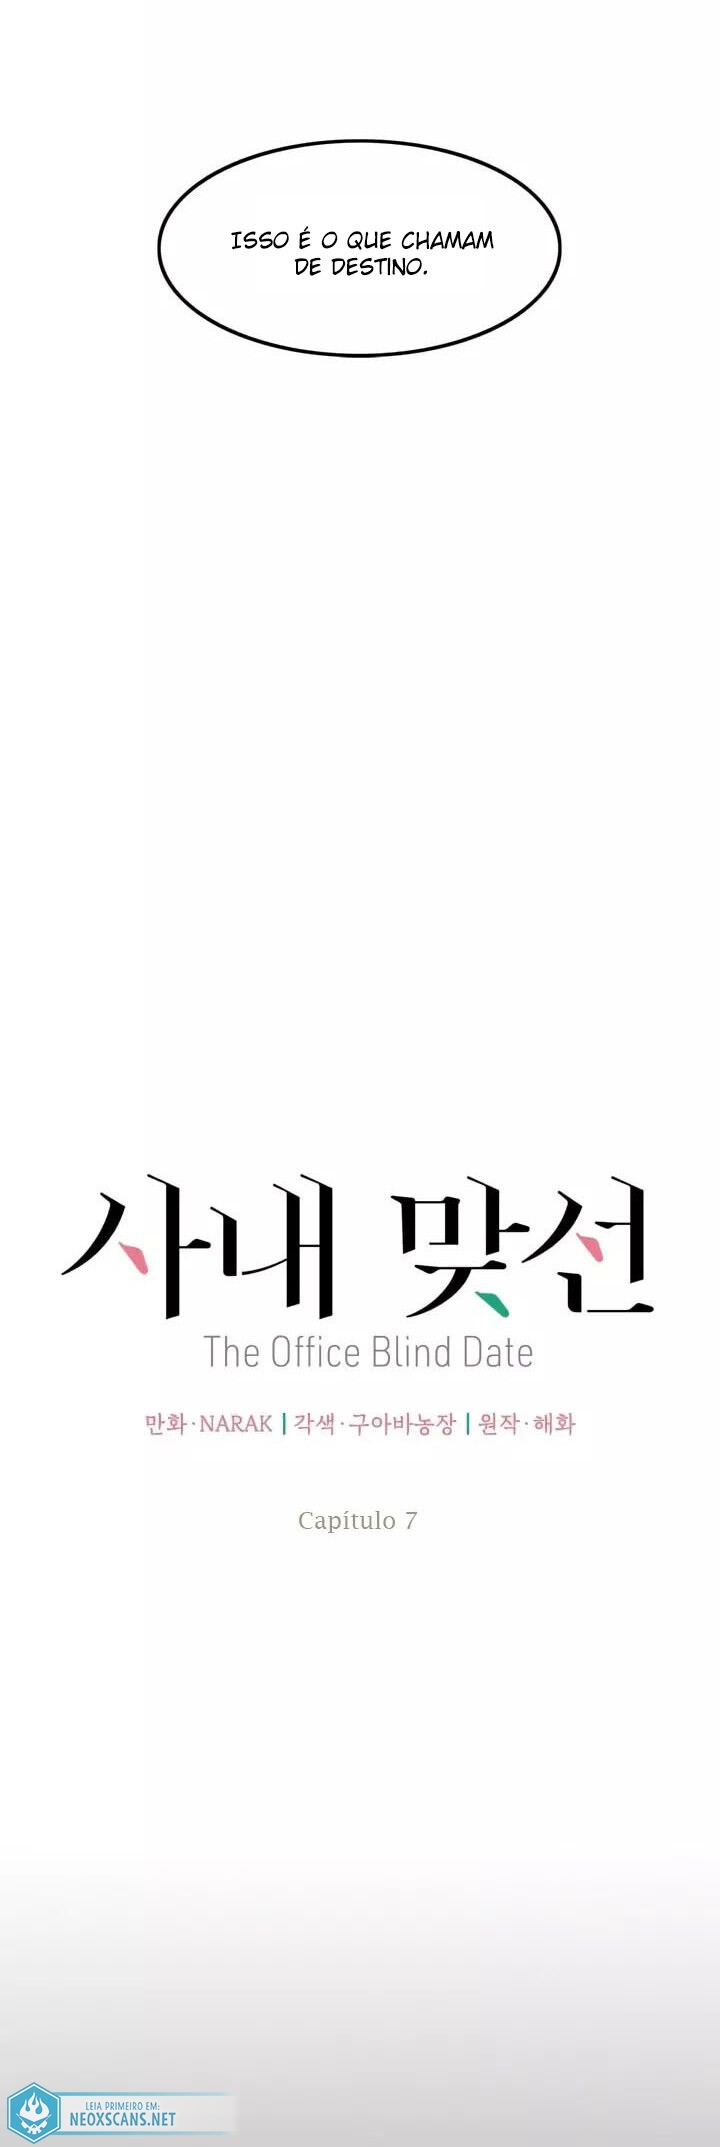 ISSO É O QUE CHAMAM
DE DESTINO.
사내 맞선
The Office Blind Date
만화·NARAK | 각색·구아바농장 | 원작·해화
Capítulo 7
LEIA PRIMEIRO EM:
NEOXSCANS.NET